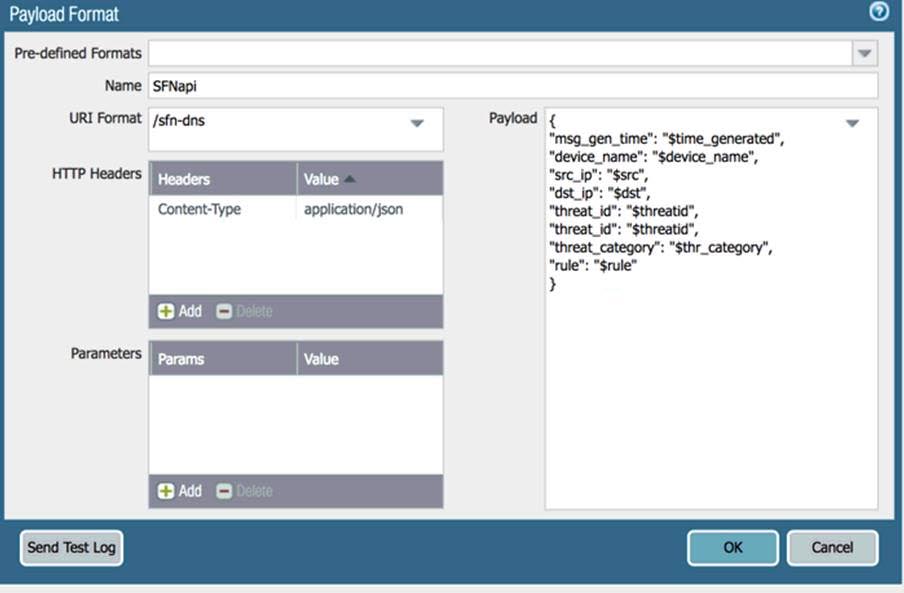 Payload Format
Pre-defined Formats
Name SFNapi
URI Format /sfn-dns
HTTP Headers
Headers Value
Content-Type application/json
Add Delete
Parameters
Params Value
Add Delete
Payload {
"msg_gen_time": "$time_generated",
"device_name": "$device_name",
"src_ip": "$src",
"dst_ip": "$dst",
"threat_id": "$threatid",
"threat_id": "$threatid",
"threat_category": "$thr_category",
"rule": "$rule"
}
Send Test Log OK Cancel